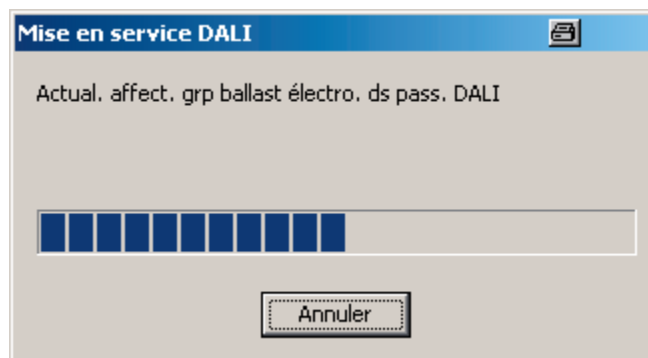 Mise en service DALI
Actual. affect. grp ballast électro. ds pass. DALI
Annuler